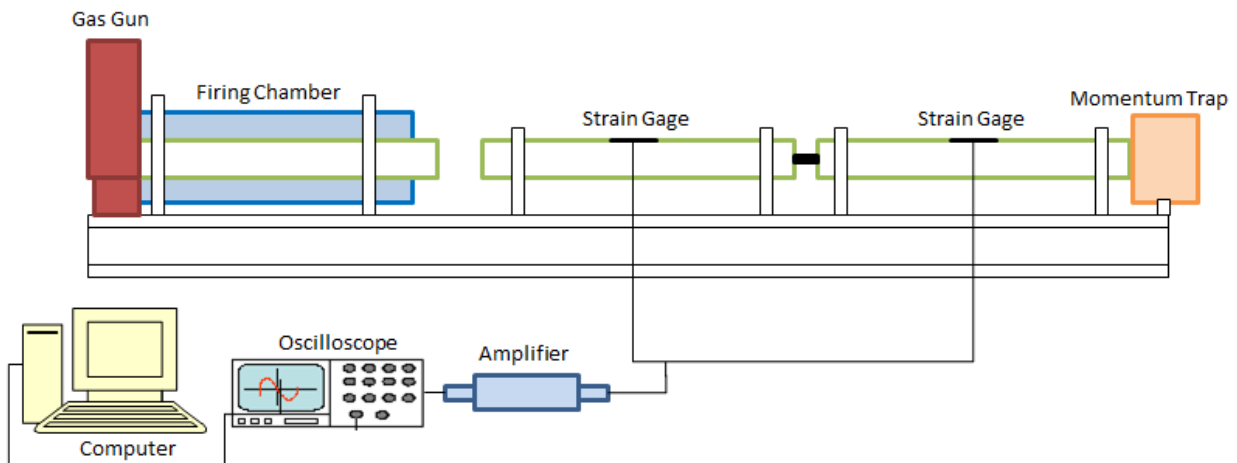 Gas Gun
Firing Chamber
Strain Gage
Strain Gage
Momentum Trap
Oscilloscope
Amplifier
Computer